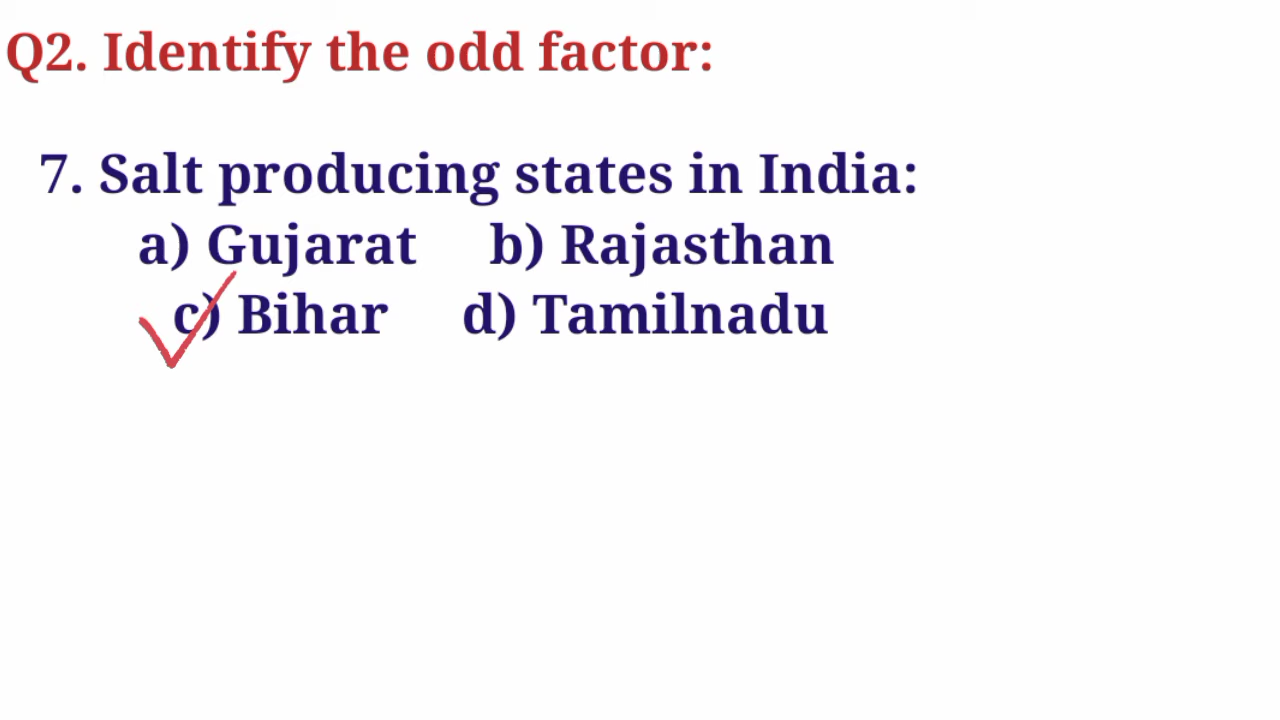 Q2. Identify the odd factor:
7. Salt producing states in India:
a) Gujarat b) Rajasthan
c) Bihar d) Tamilnadu